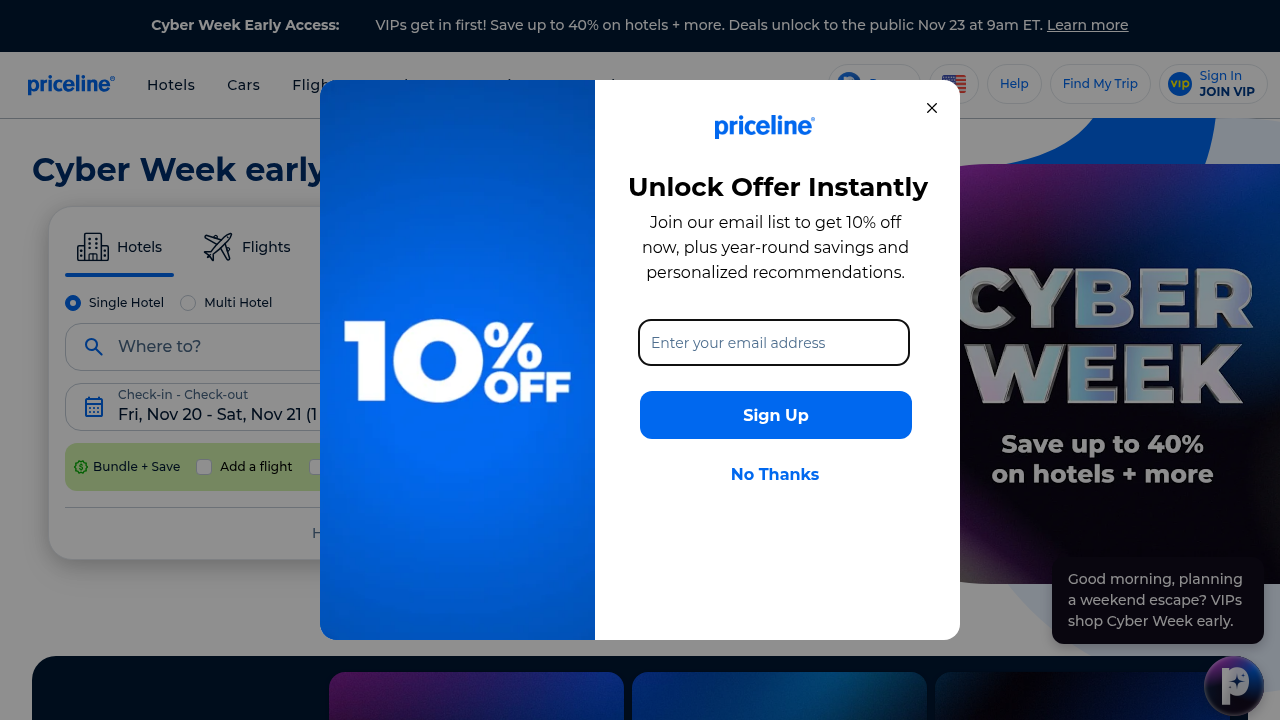 Cyber Week Early Access: VIPs get in first! Save up to 40% on hotels + more. Deals unlock to the public Nov 23 at 9am ET. Learn more
priceline
Hotels Cars
Help Find My Trip vip Sign In
JOIN VIP
priceline
Cyber Week early
Unlock Offer Instantly
Join our email list to get 10% off
now, plus year-round savings and
personalized recommendations.
Hotels Flights
Single Hotel Multi Hotel
Where to?
Check-in - Check-out
Fri, Nov 20 - Sat, Nov 21 (1
Bundle + Save Add a flight
10%
OFF
Enter your email address
Sign Up
No Thanks
CYBER
WEEK
Save up to 40%
on hotels + more
Good morning, planning
a weekend escape? VIPs
shop Cyber Week early.